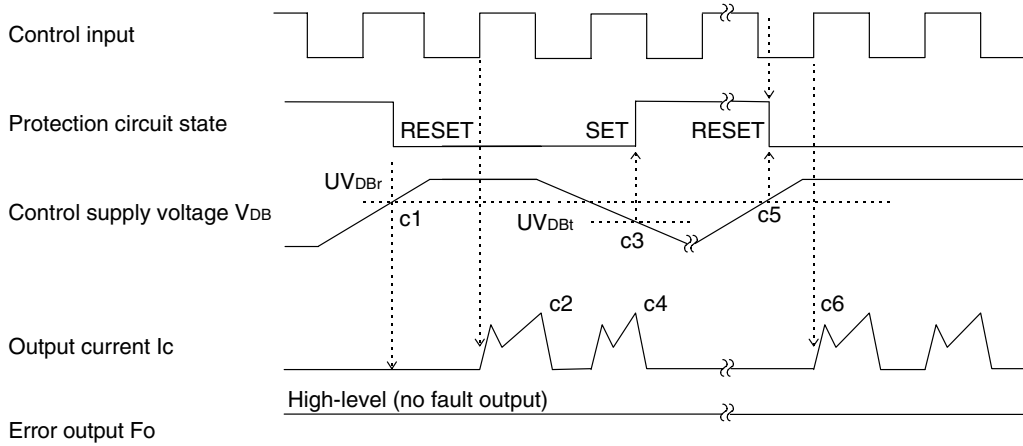 Control input
Protection circuit state
RESET
SET
RESET
UVDBr
Control supply voltage VDB
c1
UVDBt
c3
c5
c2
c4
c6
Output current Ic
High-level (no fault output)
Error output Fo